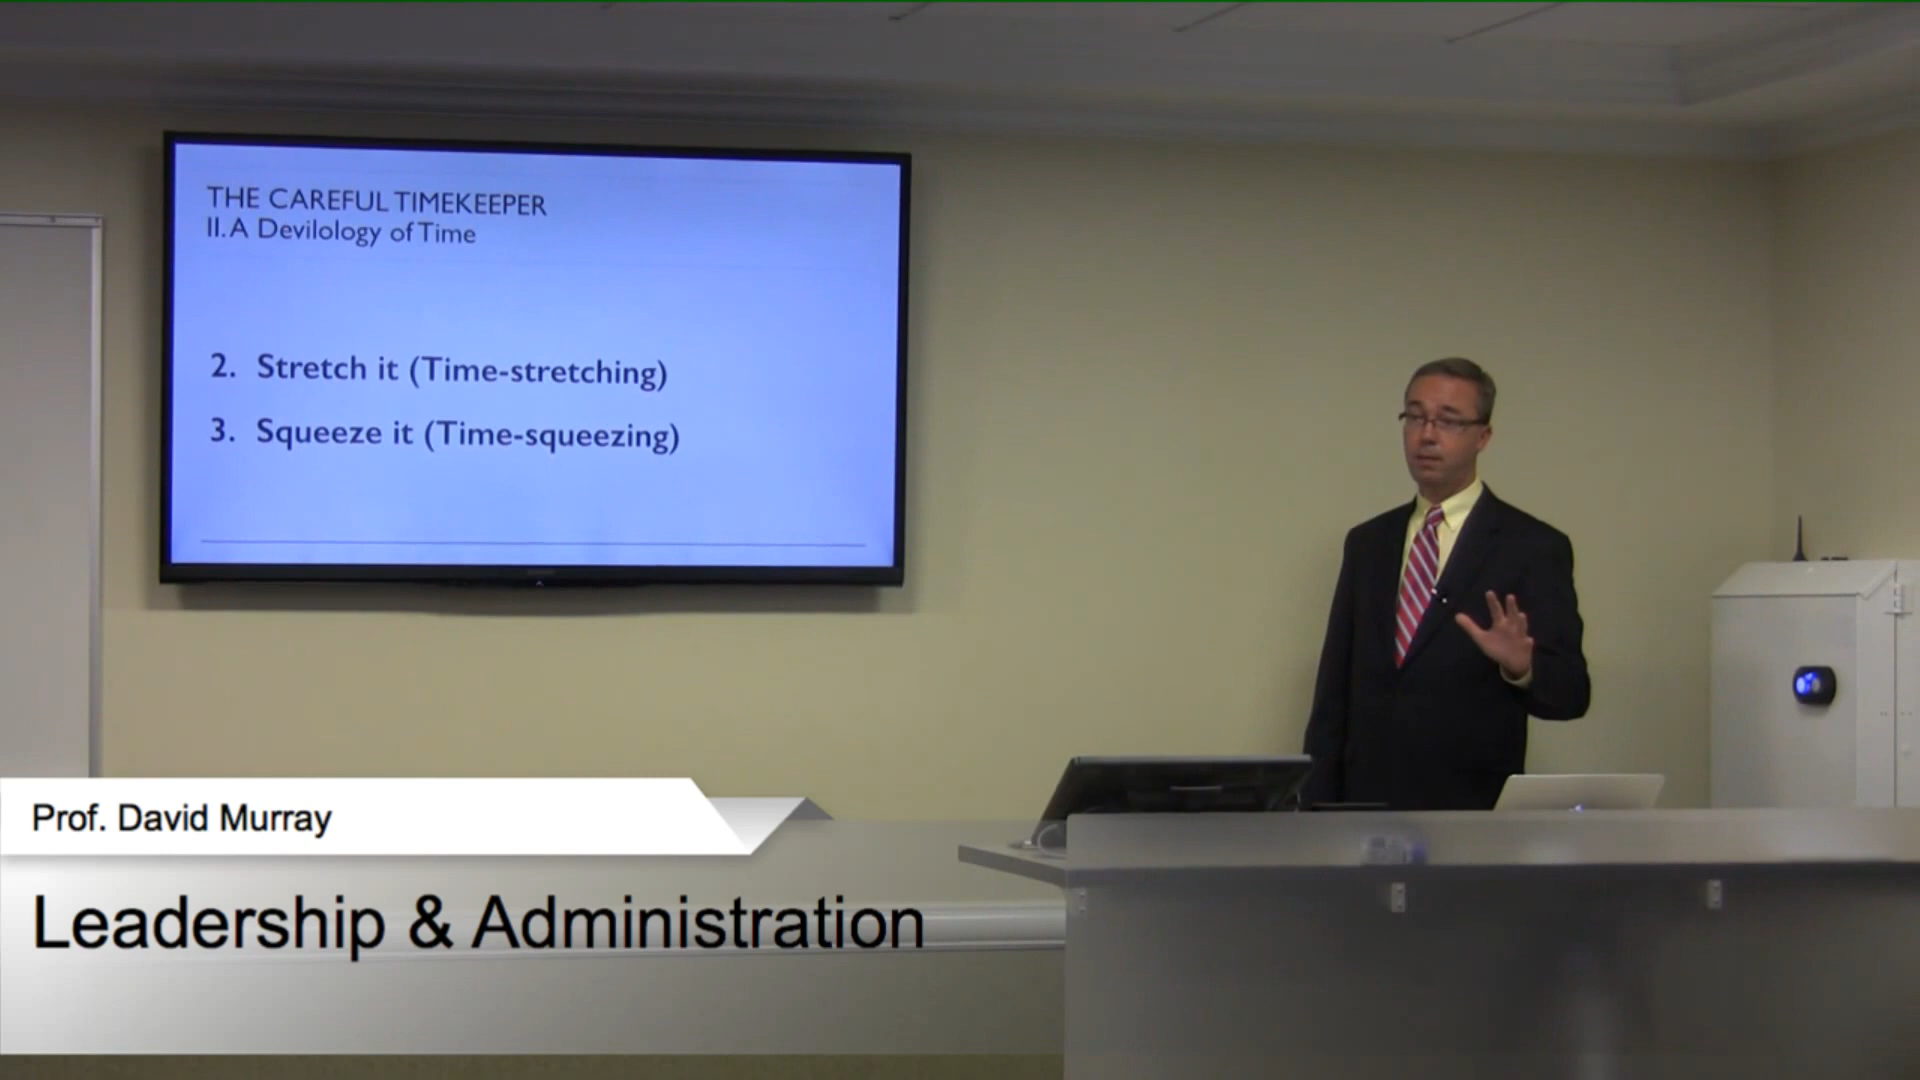 THE CAREFUL TIMEKEEPER
II. A Devilology of Time
2. Stretch it (Time-stretching)
3. Squeeze it (Time-squeezing)
Prof. David Murray
Leadership & Administration